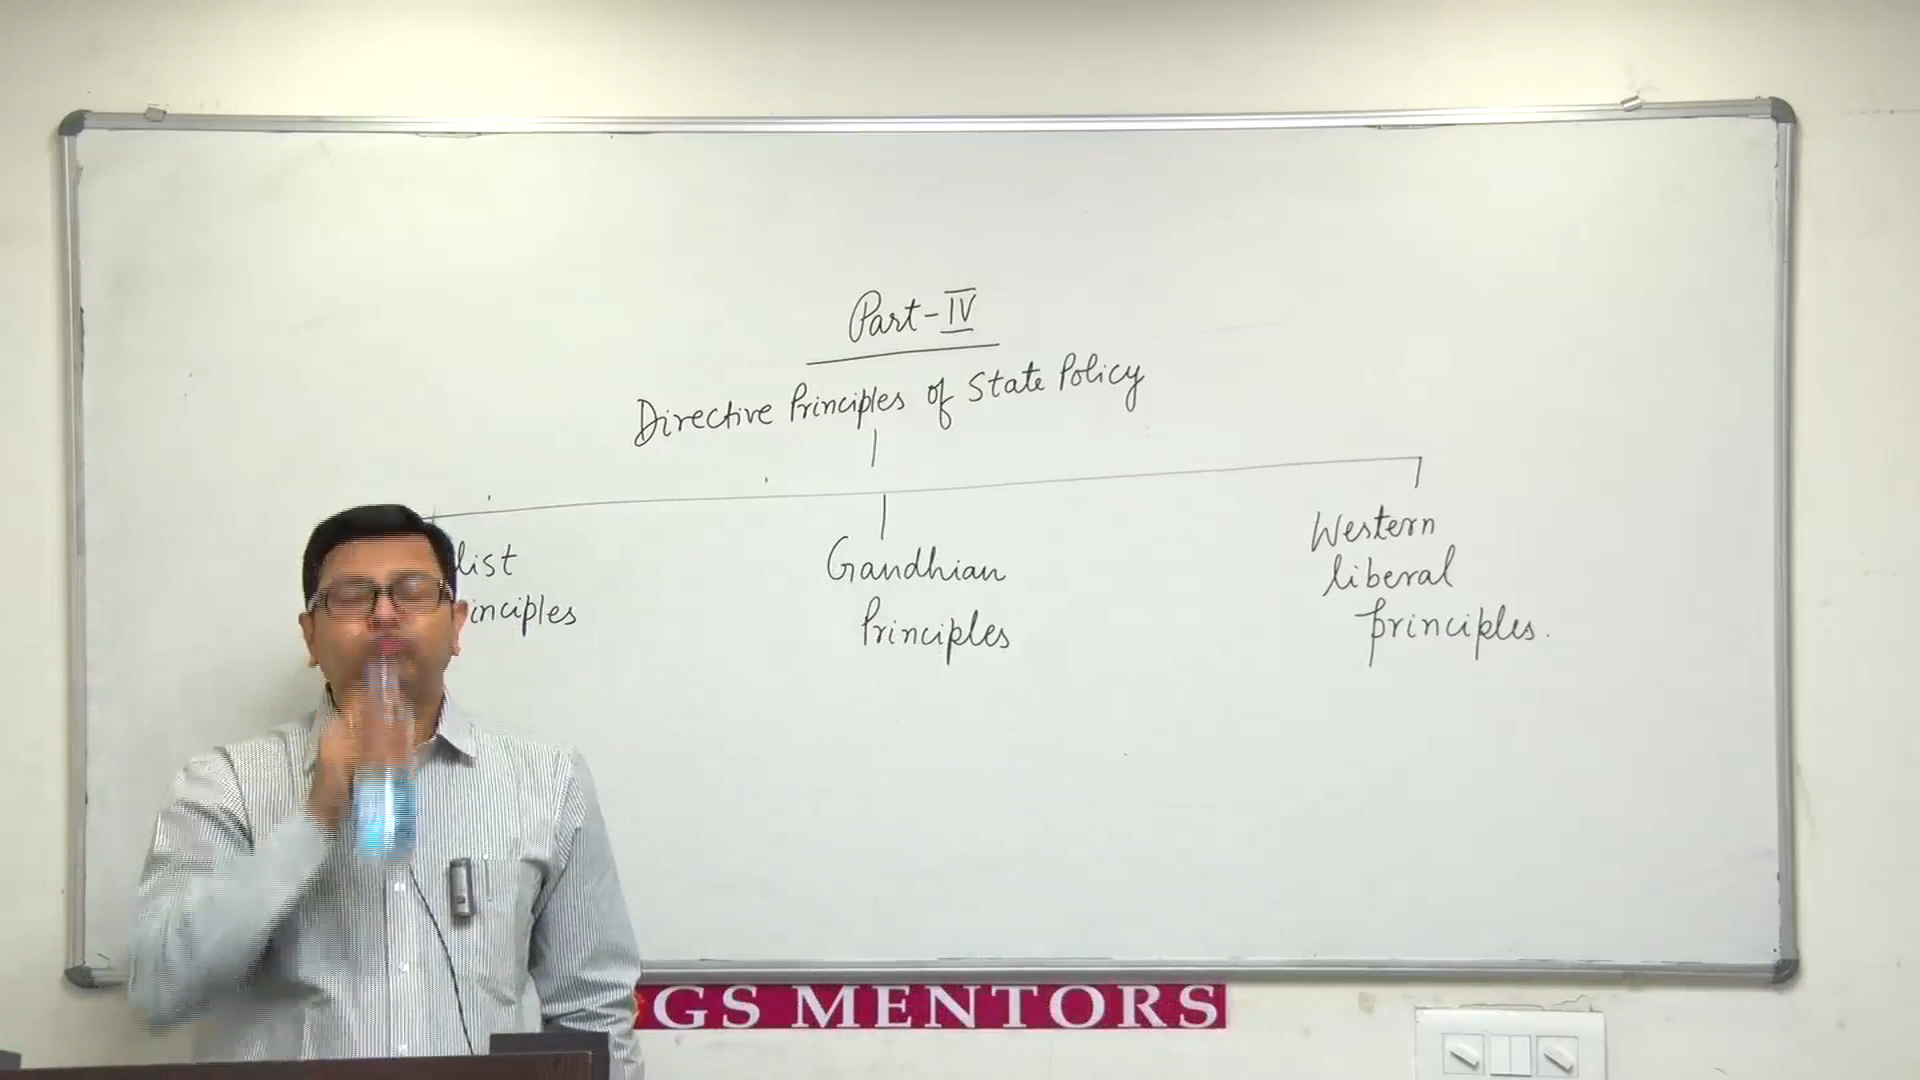 Part-IV
Directive Principles of State Policy
list
inciples
Gandhian
Principles
Western
liberal
principles.
GS MENTORS